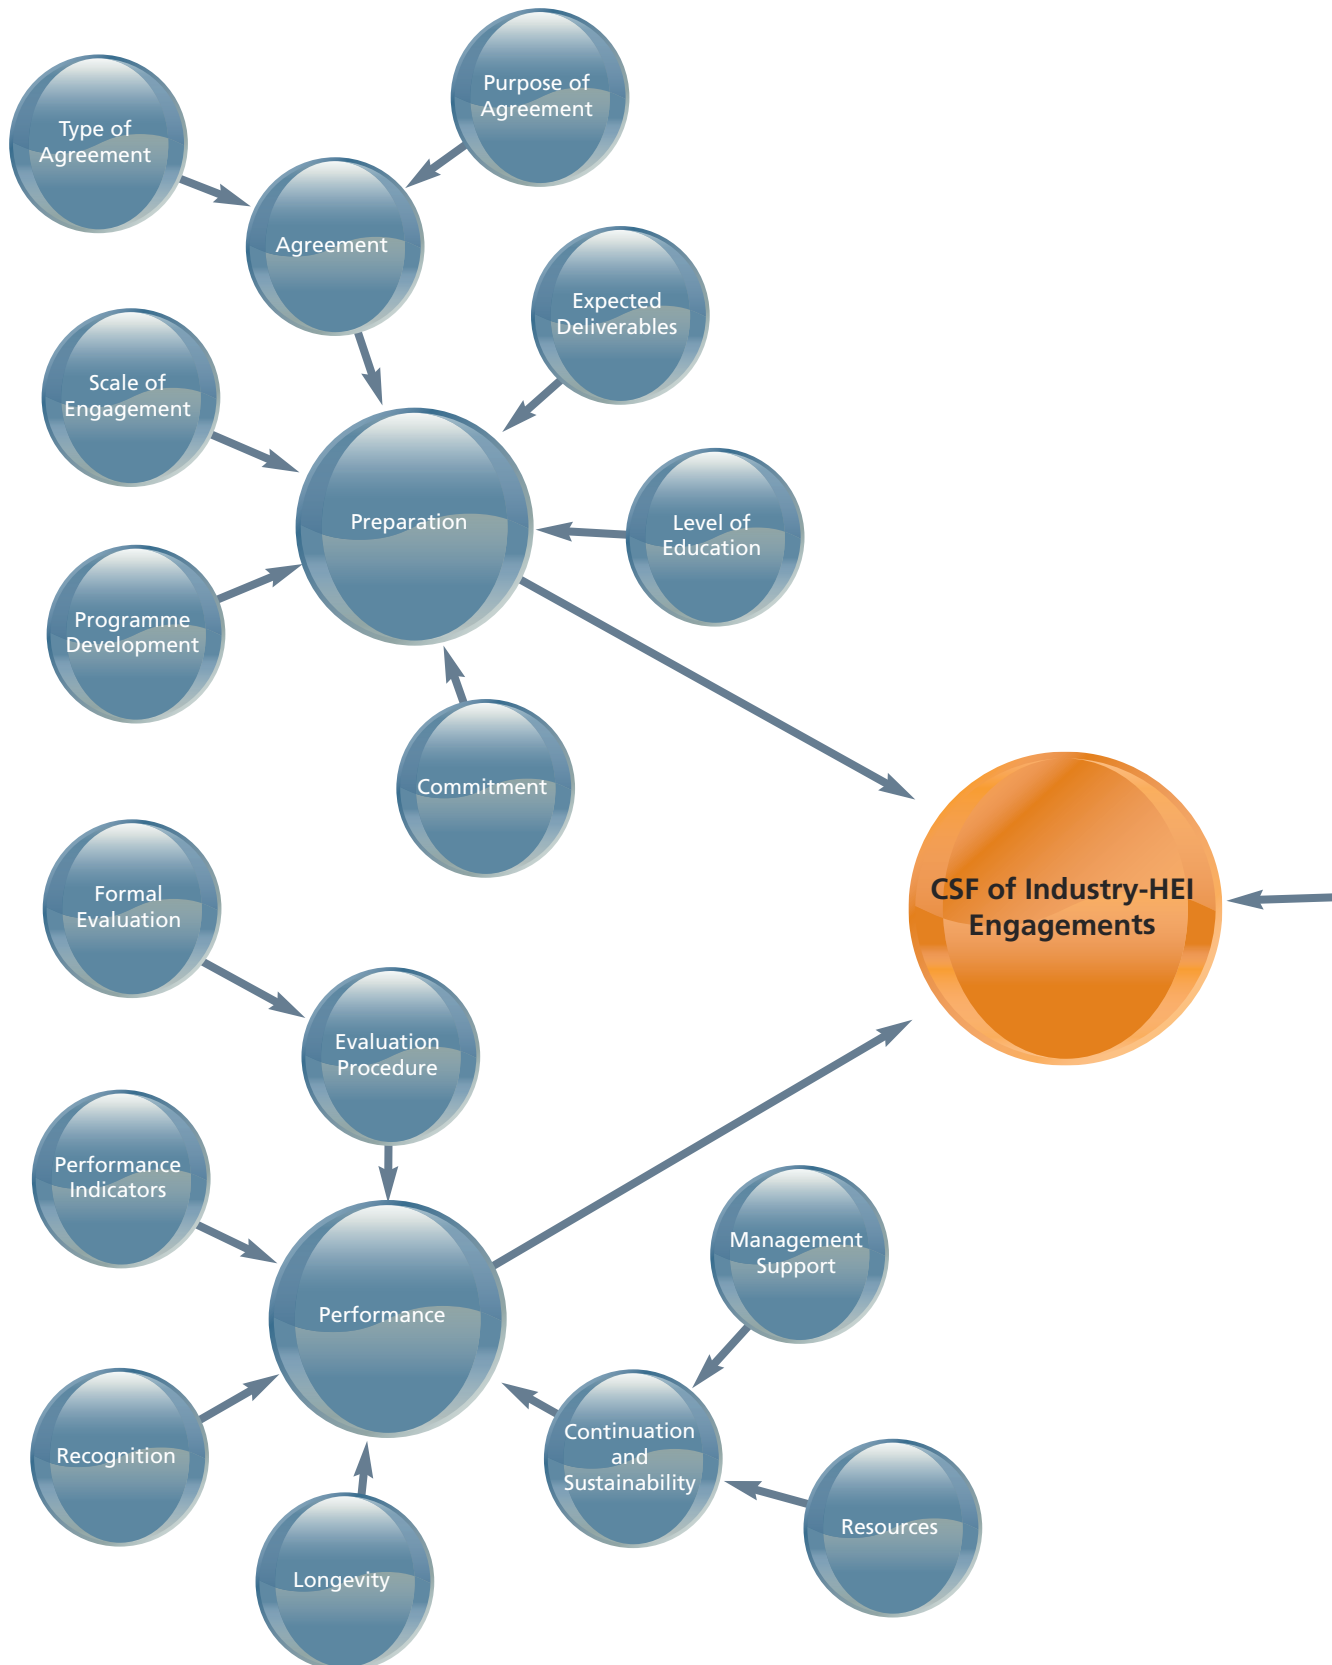 Purpose of
Agreement
Type of
Agreement
Agreement
Expected
Deliverables
Scale of
Engagement
Preparation
Level of
Education
Programme
Development
Commitment
CSF of Industry-HEI
Engagements
Formal
Evaluation
Evaluation
Procedure
Performance
Indicators
Management
Support
Performance
Continuation
and
Sustainability
Recognition
Resources
Longevity